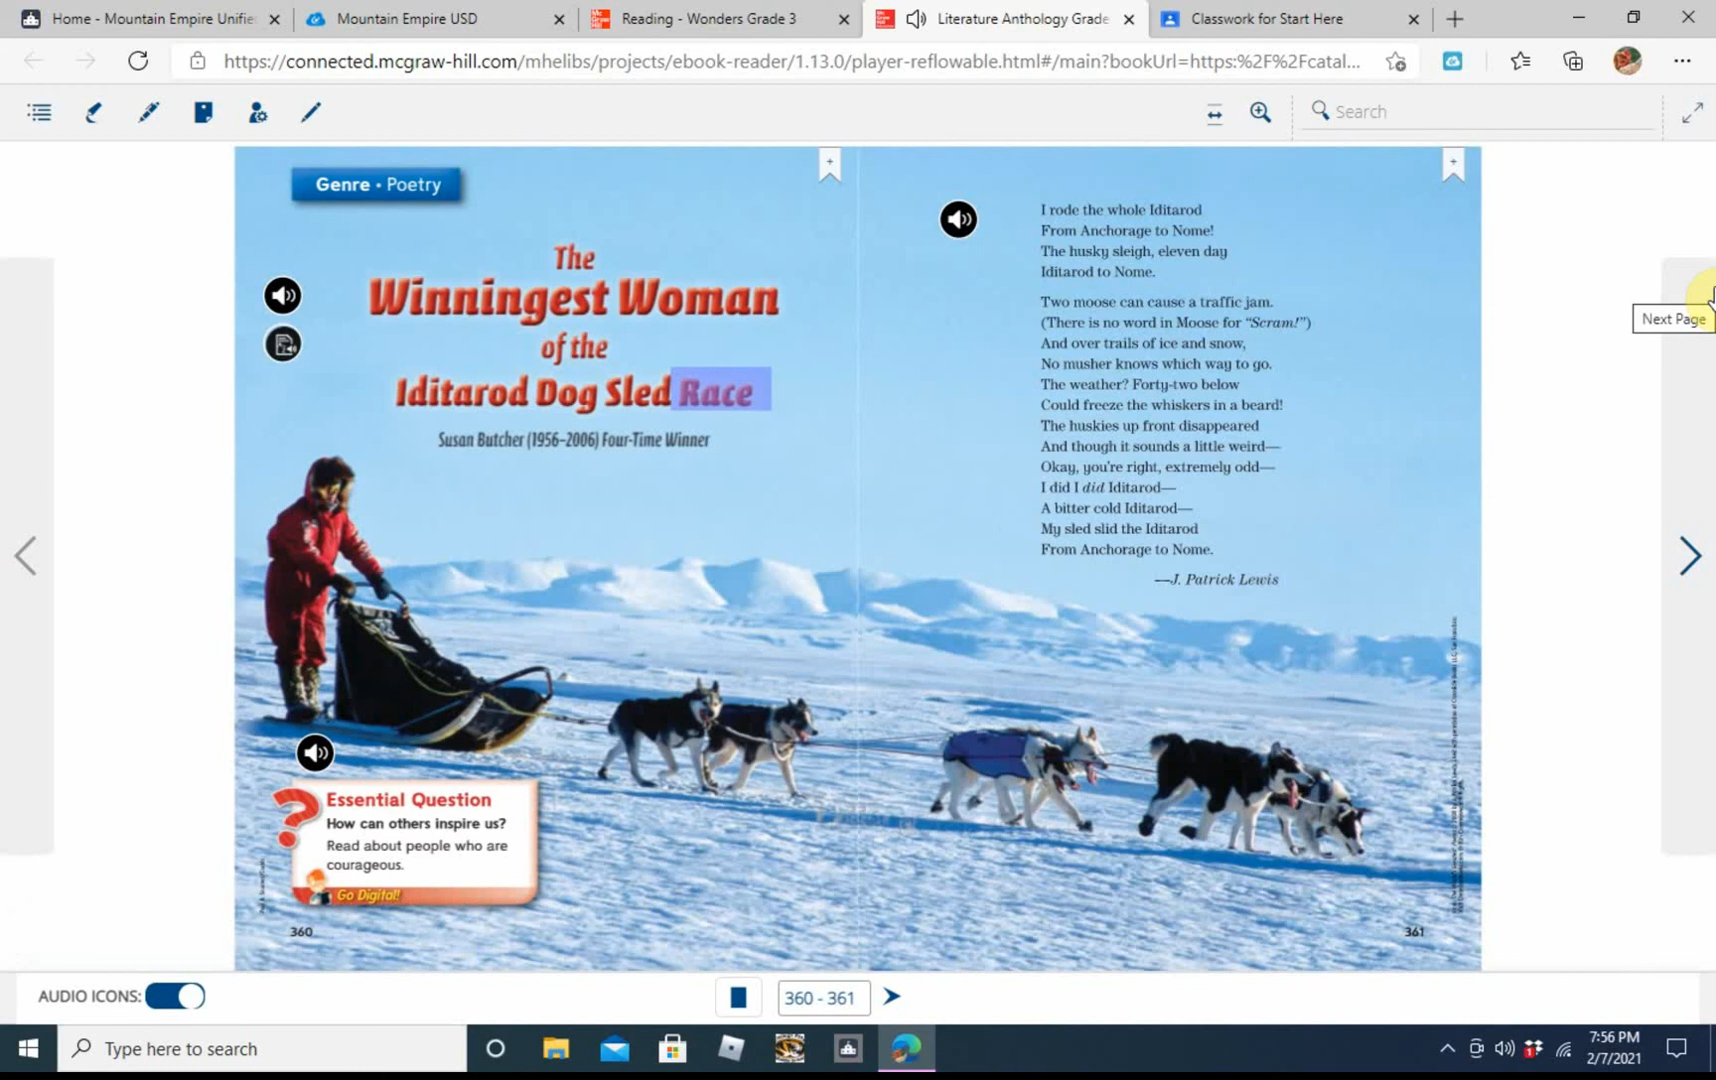 Home - Mountain Empire Unifie
Mountain Empire USD
Reading - Wonders Grade 3
Literature Anthology Grade
Classwork for Start Here
https://connected.mcgraw-hill.com/mhelibs/projects/ebook-reader/1.13.0/player-reflowable.html#/main?bookUrl=https:%2F%2Fcatal...
Search
Genre • Poetry
The
Winningest Woman
of the
Iditarod Dog Sled Race
Susan Butcher (1956–2006) Four-Time Winner
Essential Question
How can others inspire us?
Read about people who are
courageous.
Go Digital!
360
I rode the whole Iditarod
From Anchorage to Nome!
The husky sleigh, eleven day
Iditarod to Nome.
Two moose can cause a traffic jam.
(There is no word in Moose for “Scram!”)
And over trails of ice and snow,
No musher knows which way to go.
The weather? Forty-two below
Could freeze the whiskers in a beard!
The huskies up front disappeared
And though it sounds a little weird—
Okay, you're right, extremely odd—
I did I did Iditarod—
A bitter cold Iditarod—
My sled slid the Iditarod
From Anchorage to Nome.
—J. Patrick Lewis
361
Next Page
AUDIO ICONS:
360 - 361
Type here to search
1
7:56 PM
2/7/2021